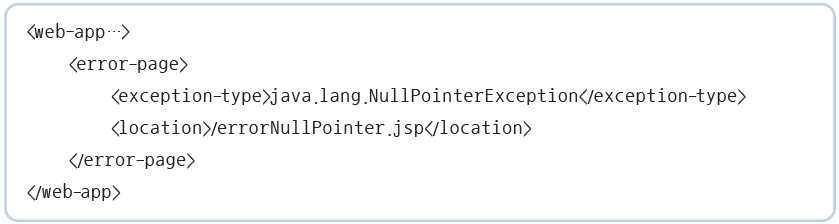 <web-app…>
<error-page>
<exception-type>java.lang.NullPointerException</exception-type>
<location>/errorNullPointer.jsp</location>
</error-page>
</web-app>